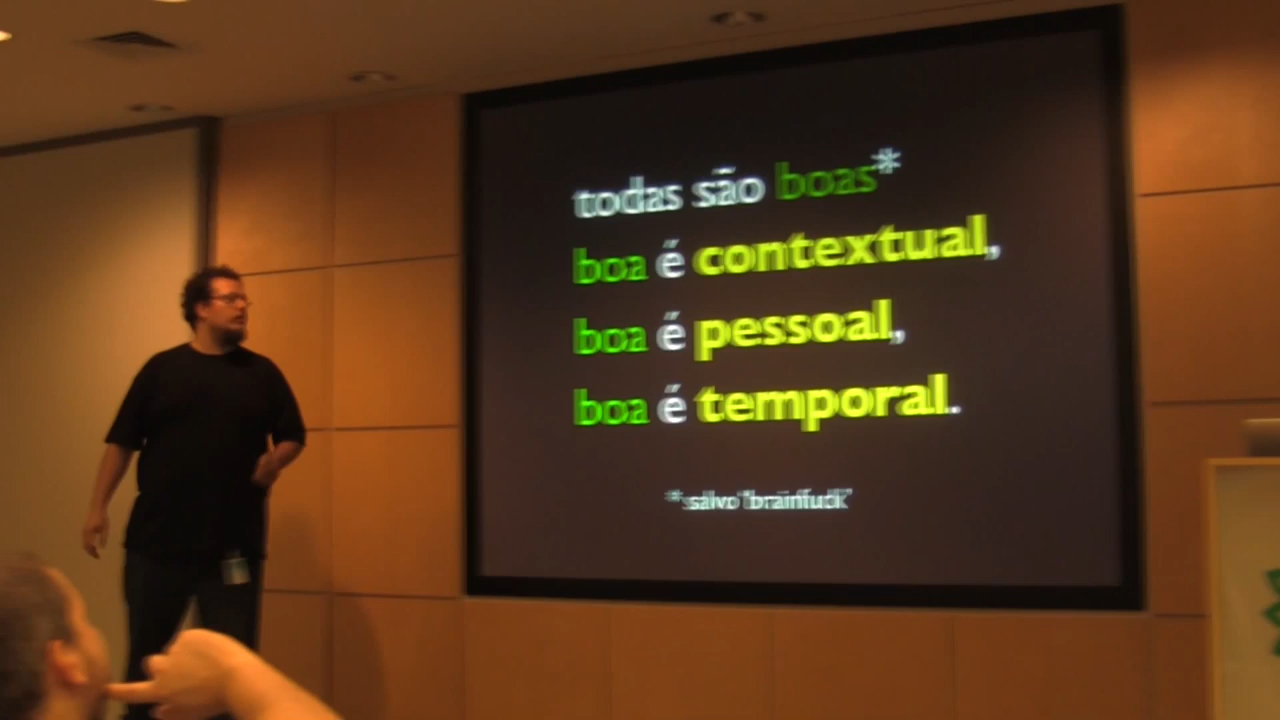 todas são boas*
boa é contextual,
boa é pessoal,
boa é temporal.
* salvo "brainfuck"